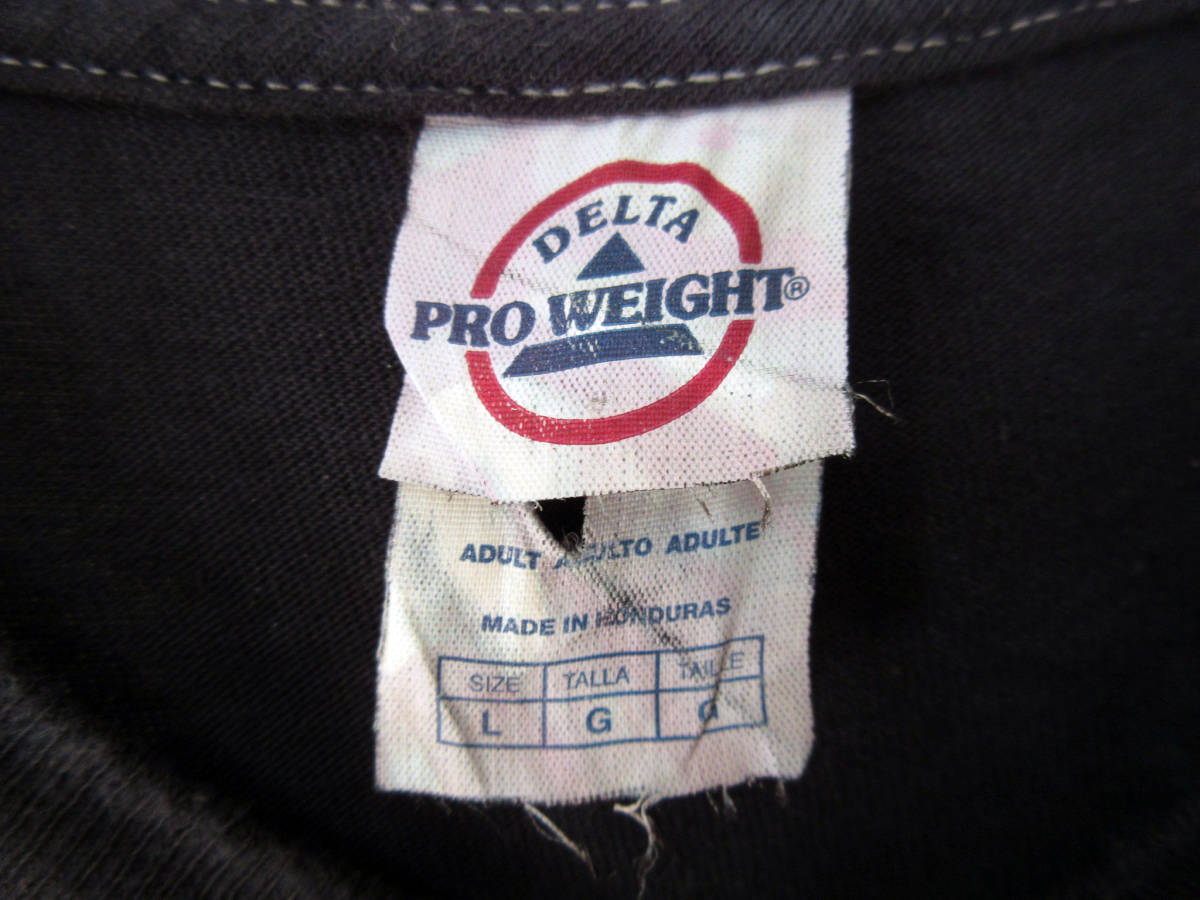 DELTA
PRO WEIGHT®
ADULT ADULTO ADULTE
MADE IN HONDURAS
SIZE TALLA TAILLE
L G G